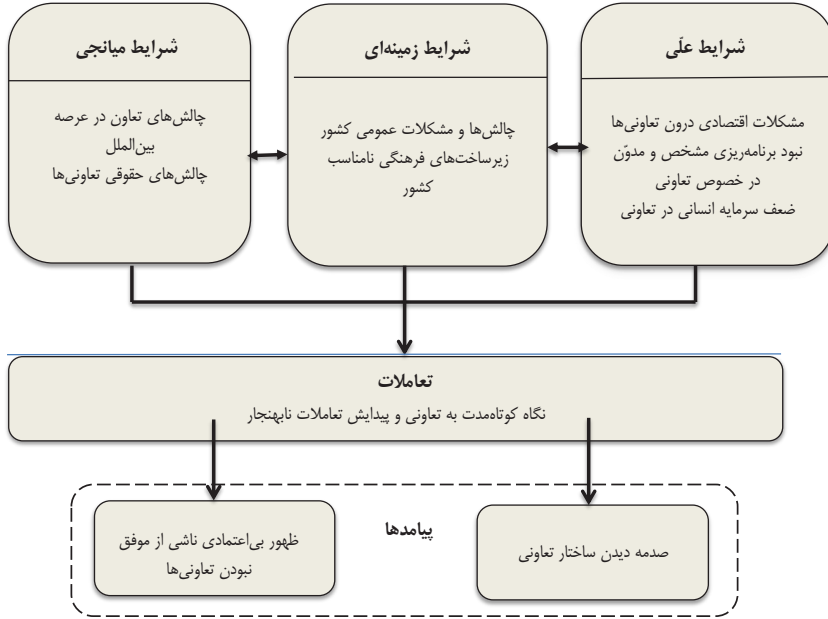 شرایط علّی
مشکلات اقتصادی درون تعاونی‌ها
نبود برنامه‌ریزی مشخص و مدوّن
در خصوص تعاونی
ضعف سرمایه انسانی در تعاونی
شرایط زمینه‌ای
چالش‌ها و مشکلات عمومی کشور
زیرساخت‌های فرهنگی نامناسب
کشور
شرایط میانجی
چالش‌های تعاون در عرصه
بین‌الملل
چالش‌های حقوقی تعاونی‌ها
تعاملات
نگاه کوتاه‌مدت به تعاونی و پیدایش تعاملات نابهنجار
پیامدها
صدمه دیدن ساختار تعاونی
ظهور بی‌اعتمادی ناشی از موفق
نبودن تعاونی‌ها